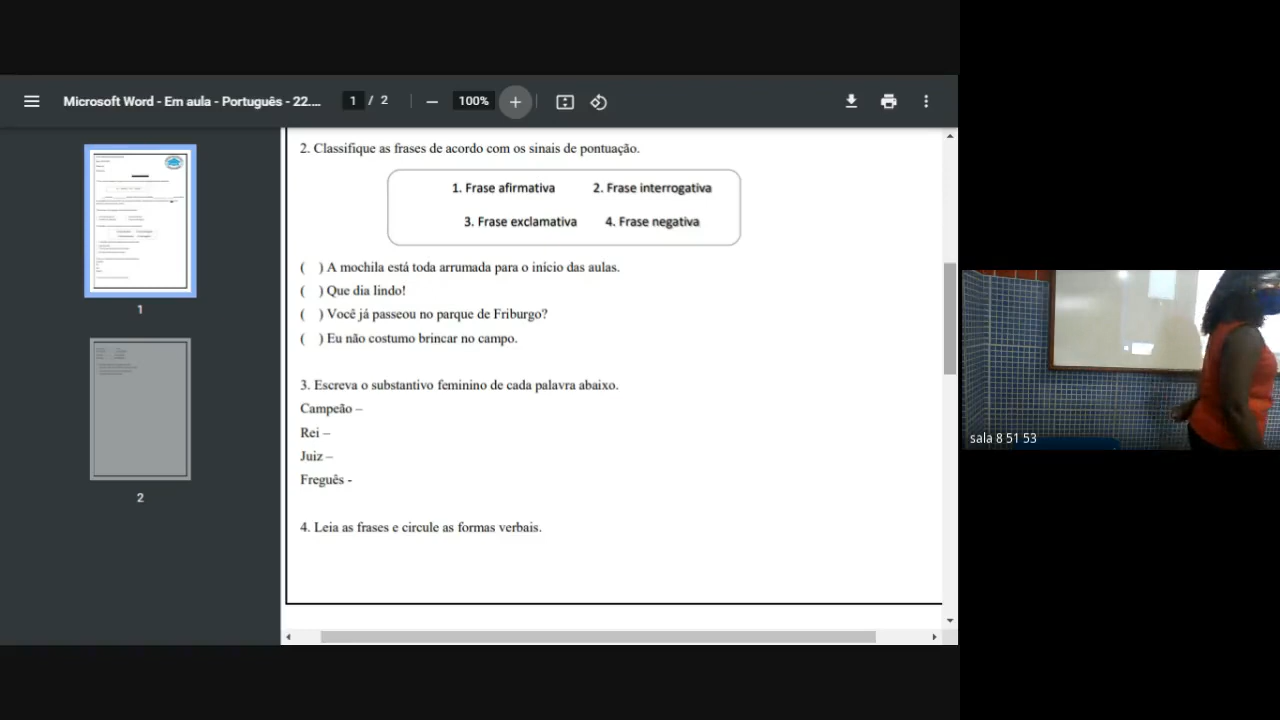 Microsoft Word - Em aula - Português - 22....
1 / 2
100%
2. Classifique as frases de acordo com os sinais de pontuação.
1. Frase afirmativa 2. Frase interrogativa
3. Frase exclamativa 4. Frase negativa
( ) A mochila está toda arrumada para o início das aulas.
( ) Que dia lindo!
( ) Você já passeou no parque de Friburgo?
( ) Eu não costumo brincar no campo.
3. Escreva o substantivo feminino de cada palavra abaixo.
Campeão –
Rei –
Juiz –
Freguês -
4. Leia as frases e circule as formas verbais.
1
2
sala 8 51 53